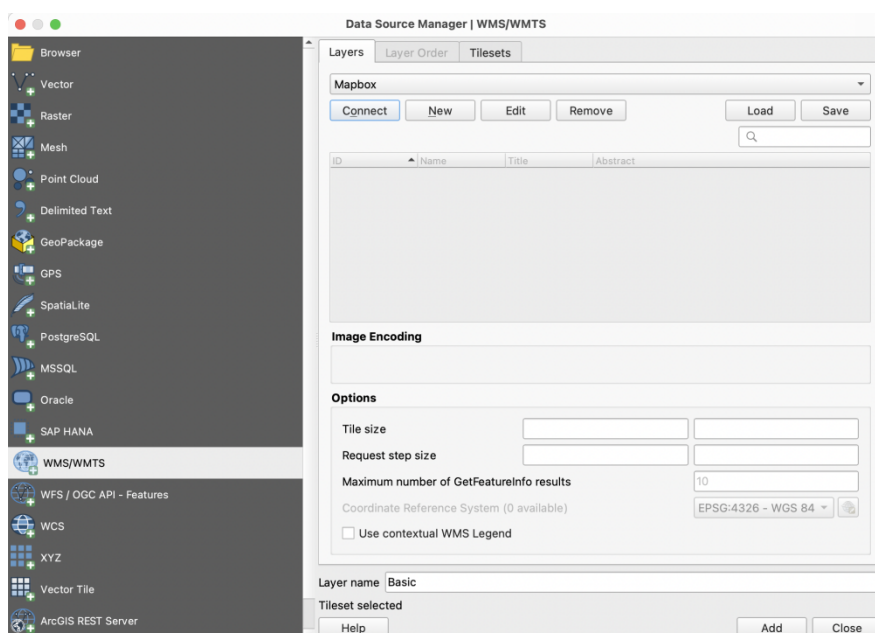 Data Source Manager | WMS/WMTS
Browser
Vector
Raster
Mesh
Point Cloud
Delimited Text
GeoPackage
GPS
SpatiaLite
PostgreSQL
MSSQL
Oracle
SAP HANA
WMS/WMTS
WFS / OGC API - Features
WCS
XYZ
Vector Tile
ArcGIS REST Server
Layers Layer Order Tilesets
Mapbox
Connect New Edit Remove Load Save
ID Name Title Abstract
Image Encoding
Options
Tile size
Request step size
Maximum number of GetFeatureInfo results 10
Coordinate Reference System (0 available) EPSG:4326 - WGS 84
Use contextual WMS Legend
Layer name Basic
Tileset selected
Help Add Close